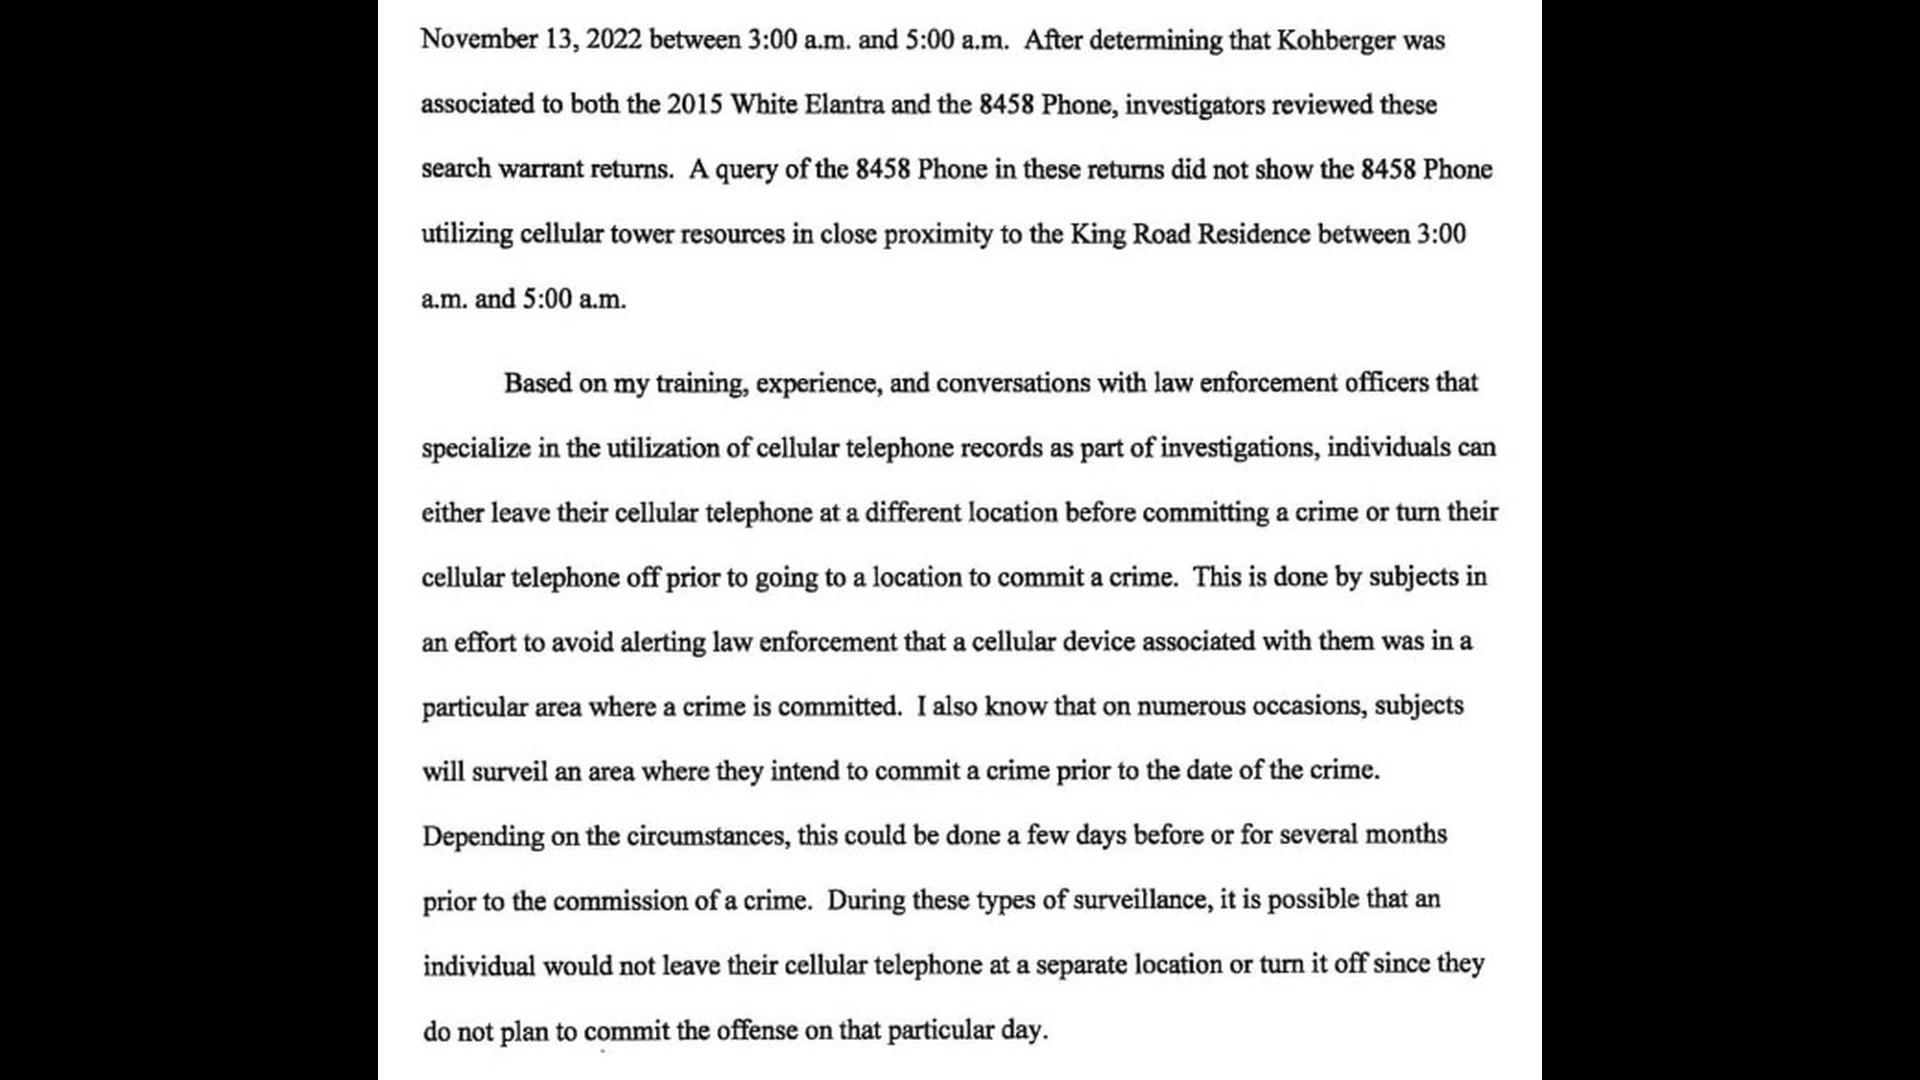 November 13, 2022 between 3:00 a.m. and 5:00 a.m.  After determining that Kohberger was
associated to both the 2015 White Elantra and the 8458 Phone, investigators reviewed these
search warrant returns.  A query of the 8458 Phone in these returns did not show the 8458 Phone
utilizing cellular tower resources in close proximity to the King Road Residence between 3:00
a.m. and 5:00 a.m.
Based on my training, experience, and conversations with law enforcement officers that
specialize in the utilization of cellular telephone records as part of investigations, individuals can
either leave their cellular telephone at a different location before committing a crime or turn their
cellular telephone off prior to going to a location to commit a crime.  This is done by subjects in
an effort to avoid alerting law enforcement that a cellular device associated with them was in a
particular area where a crime is committed.  I also know that on numerous occasions, subjects
will surveil an area where they intend to commit a crime prior to the date of the crime.
Depending on the circumstances, this could be done a few days before or for several months
prior to the commission of a crime.  During these types of surveillance, it is possible that an
individual would not leave their cellular telephone at a separate location or turn it off since they
do not plan to commit the offense on that particular day.